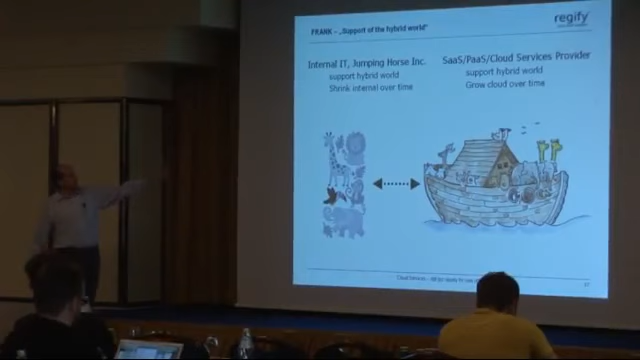 FRANK – „Support of the hybrid world"
regify
Internal IT, Jumping Horse Inc.
support hybrid world
Shrink internal over time
SaaS/PaaS/Cloud Services Provider
support hybrid world
Grow cloud over time
Cloud Services –